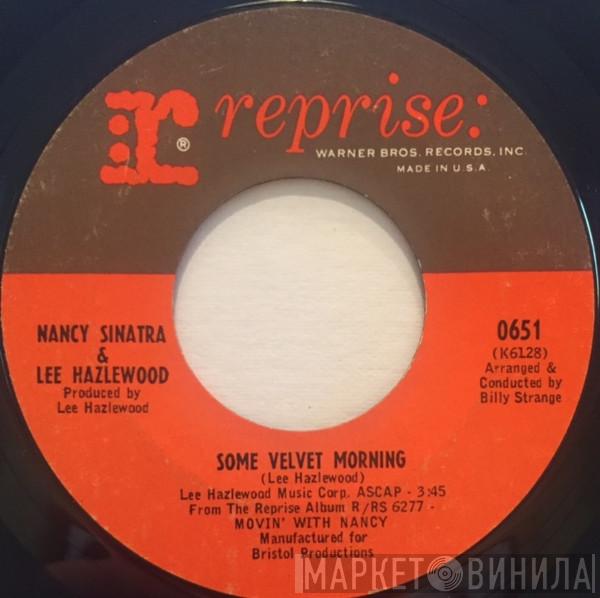 r® reprise:
WARNER BROS. RECORDS, INC.
MADE IN U.S.A.
NANCY SINATRA
&
LEE HAZLEWOOD
Produced by
Lee Hazlewood
0651
(K6128)
Arranged &
Conducted by
Billy Strange
SOME VELVET MORNING
(Lee Hazlewood)
Lee Hazlewood Music Corp. ASCAP - 3:45
From The Reprise Album R/RS 6277 -
MOVIN' WITH NANCY
Manufactured for
Bristol Productions
МАРКЕТ ВИНИЛА